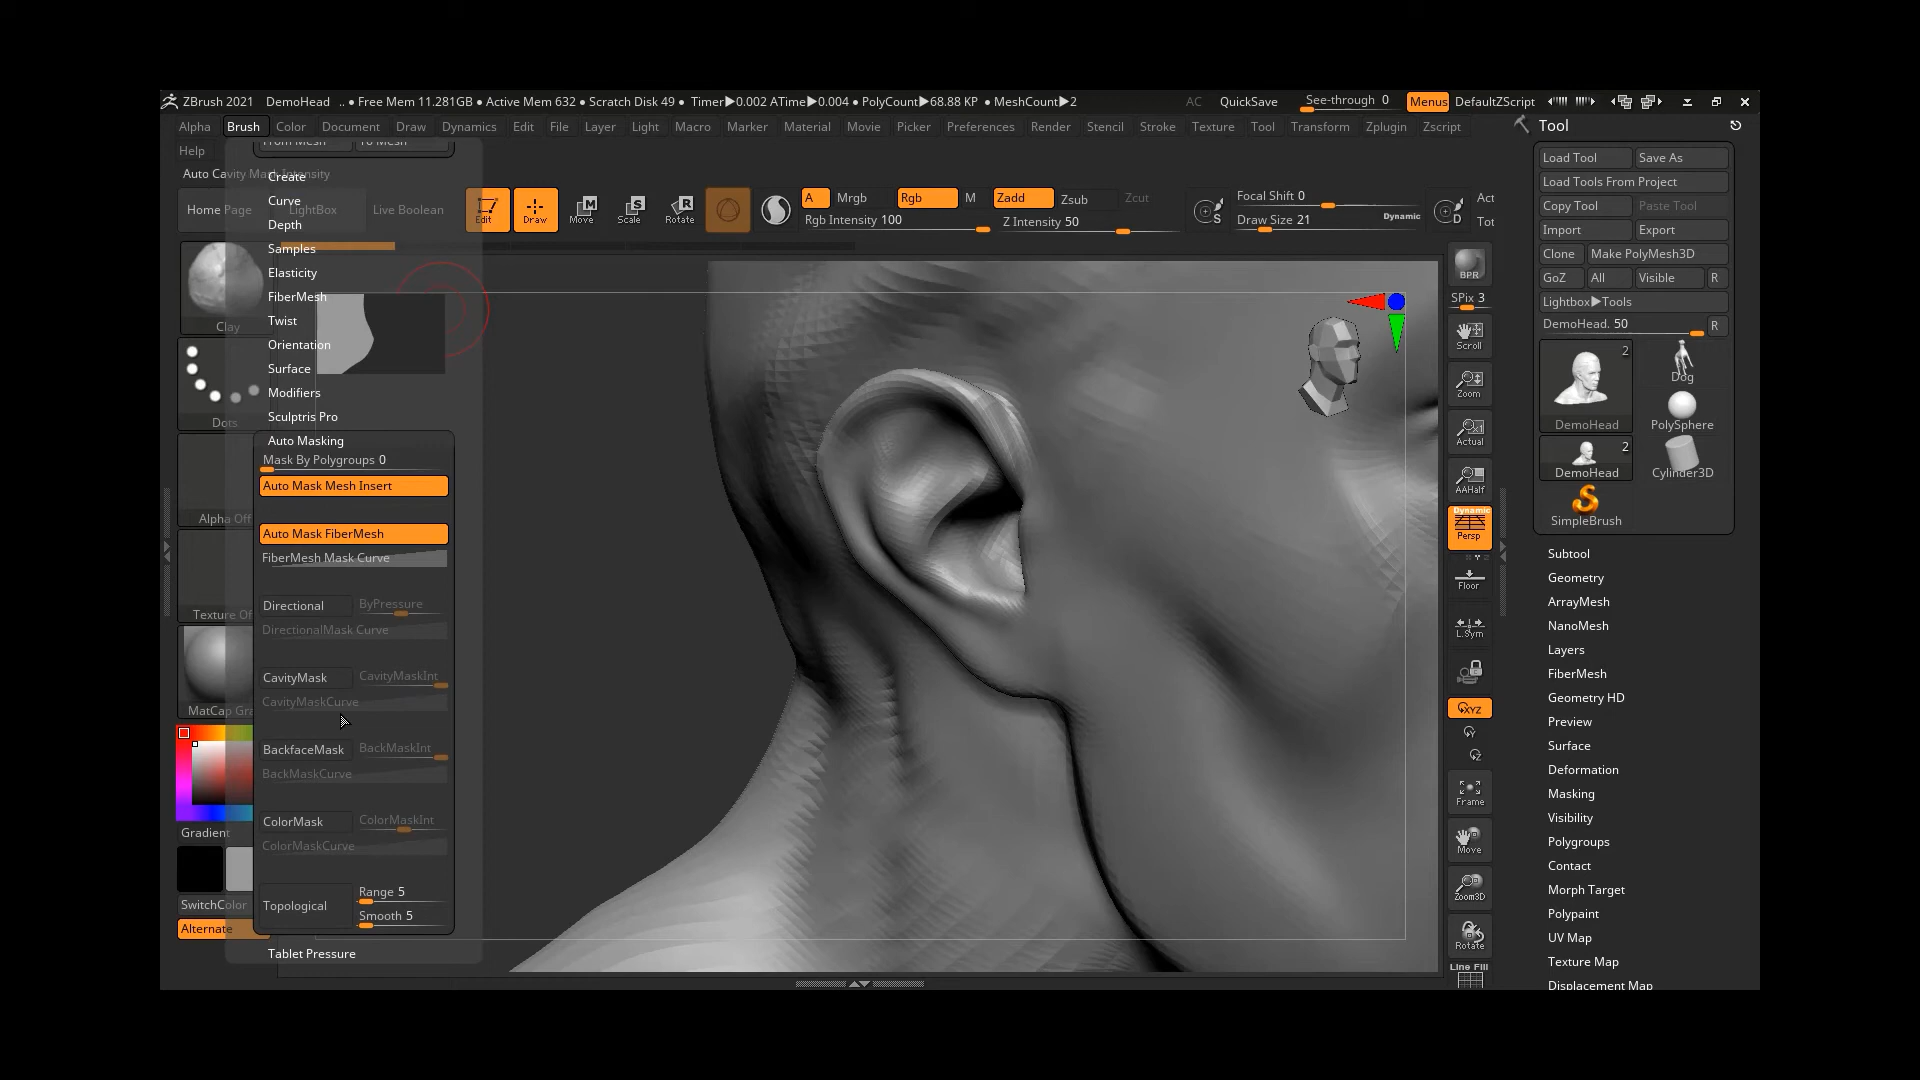 ZBrush 2021 DemoHead .. • Free Mem 11.281GB • Active Mem 632 • Scratch Disk 49 • Timer▶0.002 ATime▶0.004 • PolyCount▶68.88 KP • MeshCount▶2 AC QuickSave See-through 0 Menus DefaultZScript
Alpha Brush Color Document Draw Dynamics Edit File Layer Light Macro Marker Material Movie Picker Preferences Render Stencil Stroke Texture Tool Transform Zplugin Zscript
Help
From Mesh To Mesh
Auto Cavity Mask Intensity
Create
Home Page LightBox Live Boolean
Edit Draw Move Scale Rotate
A Mrgb Rgb M Zadd Zsub Zcut
Rgb Intensity 100 Z Intensity 50
S Focal Shift 0
Draw Size 21 Dynamic
D Act
Tot
Curve
Depth
Samples
Elasticity
FiberMesh
Twist
Orientation
Surface
Modifiers
Sculptris Pro
Auto Masking
Mask By Polygroups 0
Auto Mask Mesh Insert
Auto Mask FiberMesh
FiberMesh Mask Curve
Directional ByPressure
DirectionalMask Curve
CavityMask CavityMaskInt
CavityMaskCurve
BackfaceMask BackMaskInt
BackMaskCurve
ColorMask ColorMaskInt
ColorMaskCurve
Topological Range 5
Smooth 5
Tablet Pressure
Clay
Dots
Alpha Off
Texture Of
MatCap Gra
Gradient
SwitchColor
Alternate
BPR
SPix 3
Scroll
Zoom
Actual
AAHalf
Dynamic
Persp
Floor
L.Sym
XYZ
Y
Z
Frame
Move
Zoom3D
Rotate
Line Fill
Tool
Load Tool Save As
Load Tools From Project
Copy Tool Paste Tool
Import Export
Clone Make PolyMesh3D
GoZ All Visible R
Lightbox▶Tools
DemoHead. 50 R
2
DemoHead Dog
PolySphere
2
DemoHead Cylinder3D
SimpleBrush
Subtool
Geometry
ArrayMesh
NanoMesh
Layers
FiberMesh
Geometry HD
Preview
Surface
Deformation
Masking
Visibility
Polygroups
Contact
Morph Target
Polypaint
UV Map
Texture Map
Displacement Map